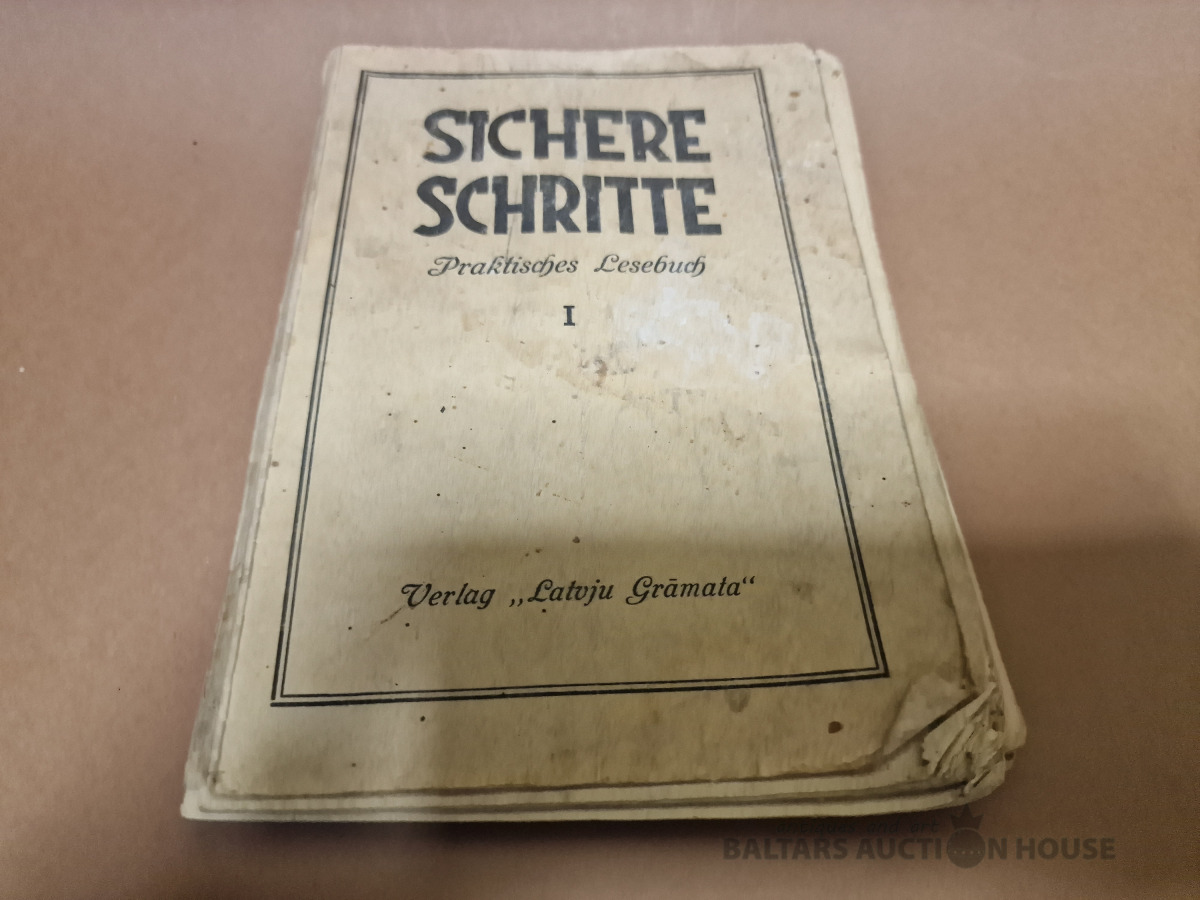 SICHERE
SCHRITTE
Praktisches Lesebuch
I
Verlag „Latvju Grāmata“
BALTARS AUCTION HOUSE